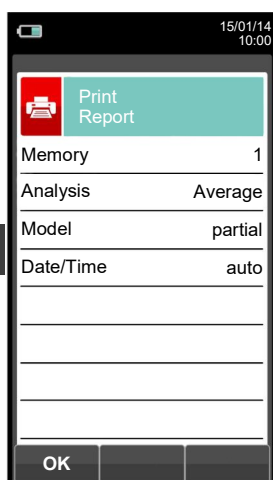 15/01/14
10:00
Print
Report
Memory 1
Analysis Average
Model partial
Date/Time auto
OK